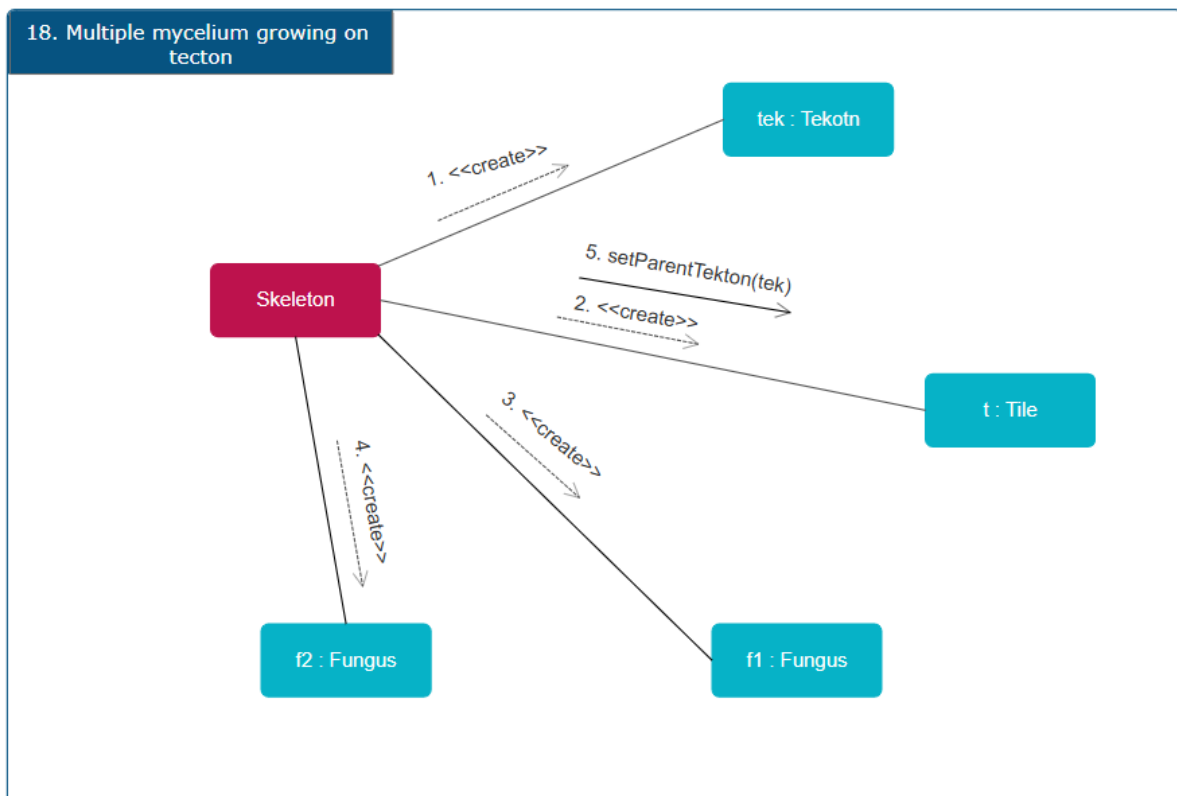 18. Multiple mycelium growing on
tecton
tek : Tekotn
1. <<create>>
5. setParentTekton(tek)
Skeleton
2. <<create>>
t : Tile
3. <<create>>
4. <<create>>
f2 : Fungus
f1 : Fungus